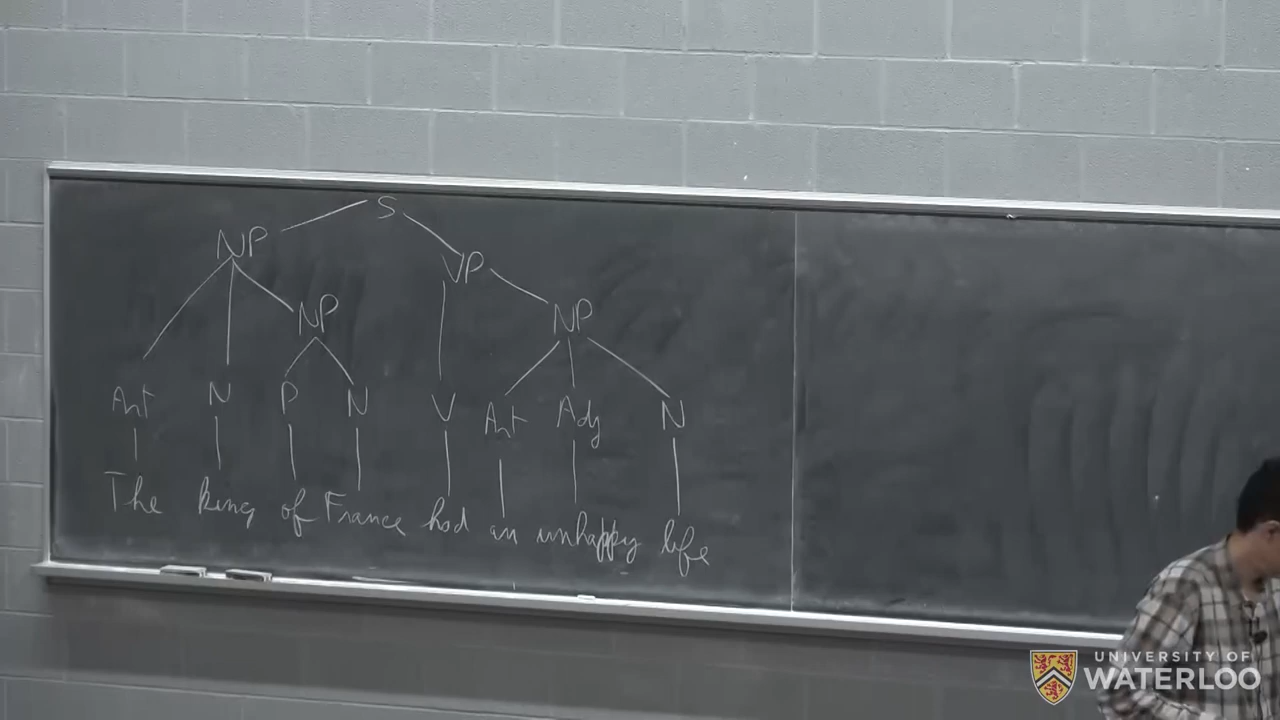 S
NP VP
NP NP
Art N P N V Art Adj N
The king of France had an unhappy life
UNIVERSITY OF
WATERLOO